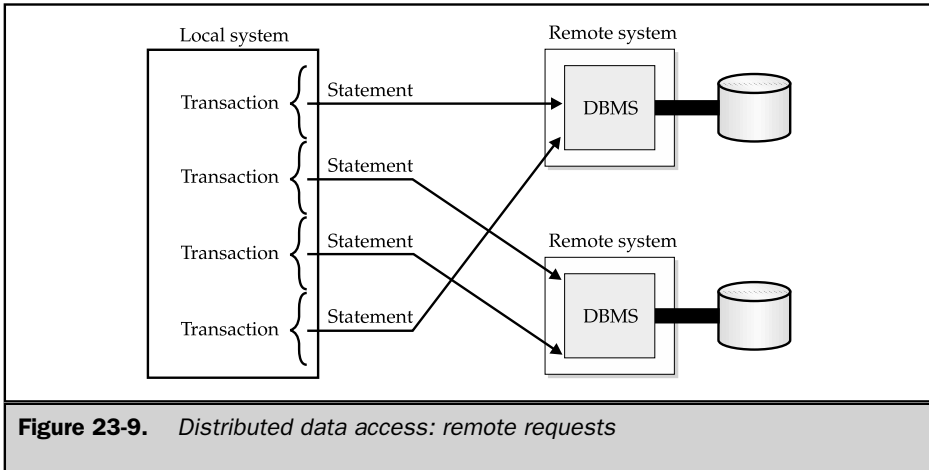 Local system
Remote system
Transaction
Statement
DBMS
Transaction
Statement
Transaction
Statement
Remote system
Transaction
Statement
DBMS
Figure 23-9. Distributed data access: remote requests